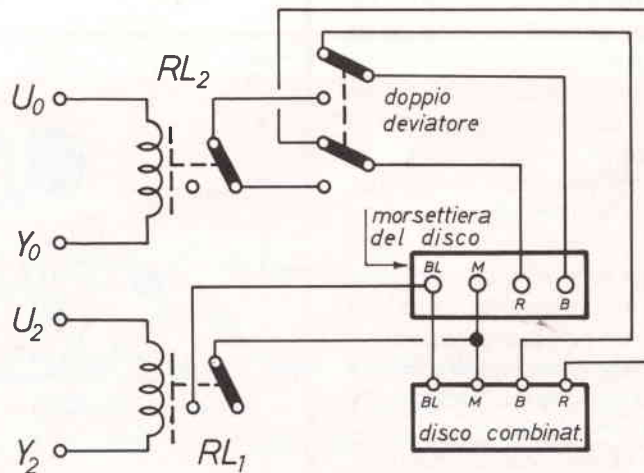 RL2
U0
Y0
doppio
deviatore
morsettiera
del disco
BL M R B
U2
Y2
RL1
BL M B R
disco combinat.